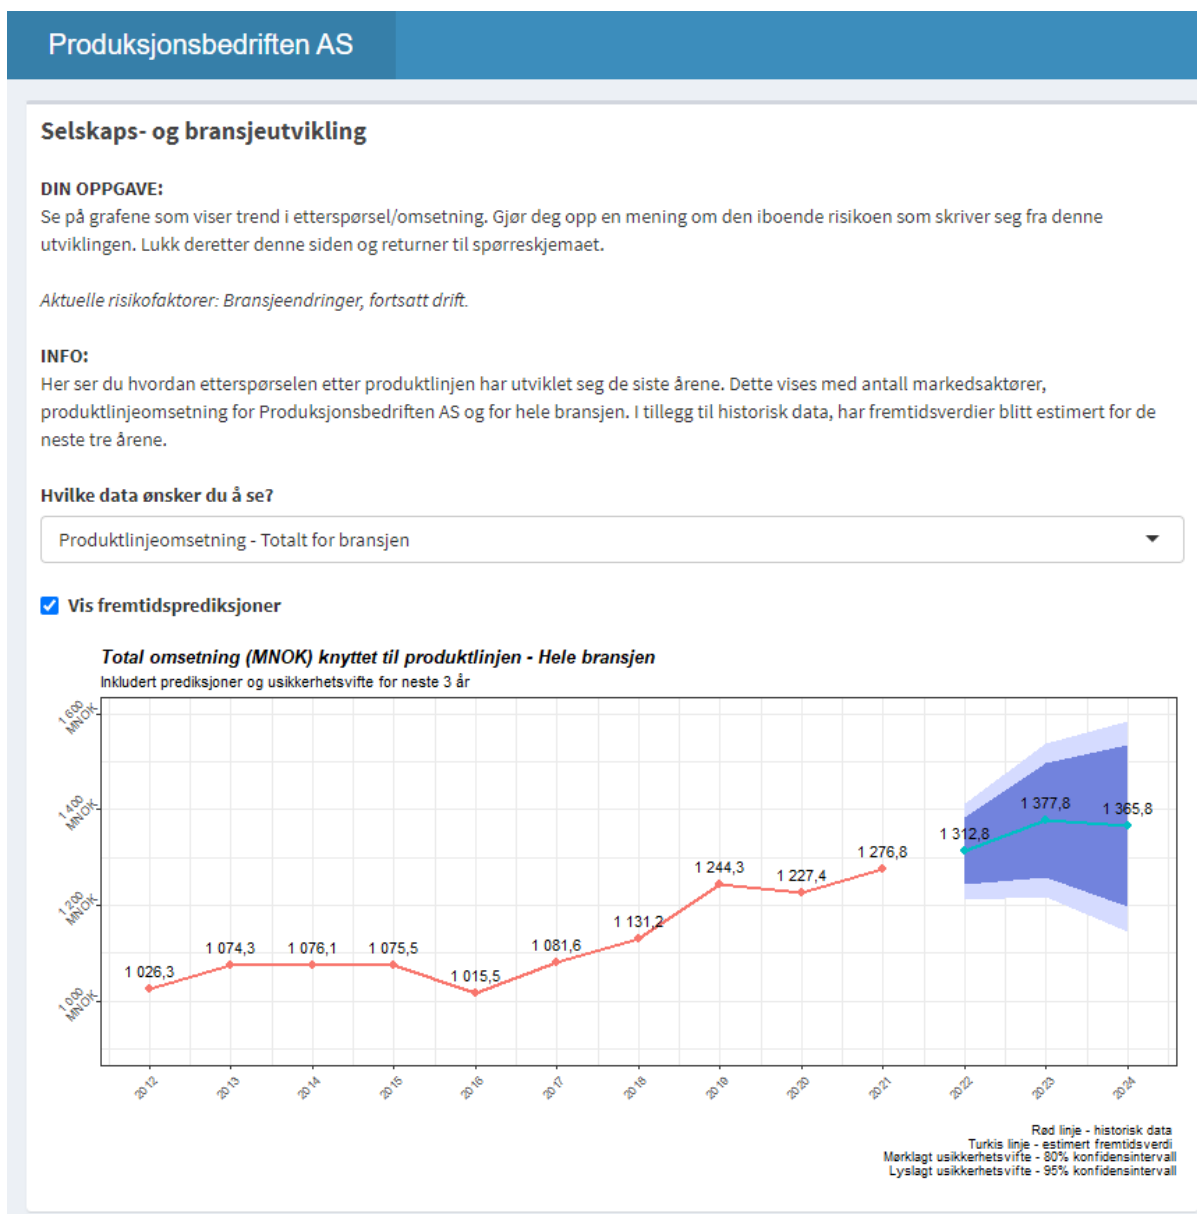 Produksjonsbedriften AS
Selskaps- og bransjeutvikling
DIN OPPGAVE:
Se på grafene som viser trend i etterspørsel/omsetning. Gjør deg opp en mening om den iboende risikoen som skriver seg fra denne
utviklingen. Lukk deretter denne siden og returner til spørreskjemaet.
Aktuelle risikofaktorer: Bransjeendringer, fortsatt drift.
INFO:
Her ser du hvordan etterspørselen etter produktlinjen har utviklet seg de siste årene. Dette vises med antall markedsaktører,
produktlinjeomsetning for Produksjonsbedriften AS og for hele bransjen. I tillegg til historisk data, har fremtidsverdier blitt estimert for de
neste tre årene.
Hvilke data ønsker du å se?
Produktlinjeomsetning - Totalt for bransjen
Vis fremtidsprediksjoner
Total omsetning (MNOK) knyttet til produktlinjen - Hele bransjen
Inkludert prediksjoner og usikkerhetsvifte for neste 3 år
1 600
MNOK
1 400
MNOK
1 200
MNOK
1 000
MNOK
1 026,3
1 074,3
1 076,1
1 075,5
1 015,5
1 081,6
1 131,2
1 244,3
1 227,4
1 276,8
1 312,8
1 377,8
1 365,8
2012
2013
2014
2015
2016
2017
2018
2019
2020
2021
2022
2023
2024
Rød linje - historisk data
Turkis linje - estimert fremtidsverdi
Mørklagt usikkerhetsvifte - 80% konfidensintervall
Lyslagt usikkerhetsvifte - 95% konfidensintervall